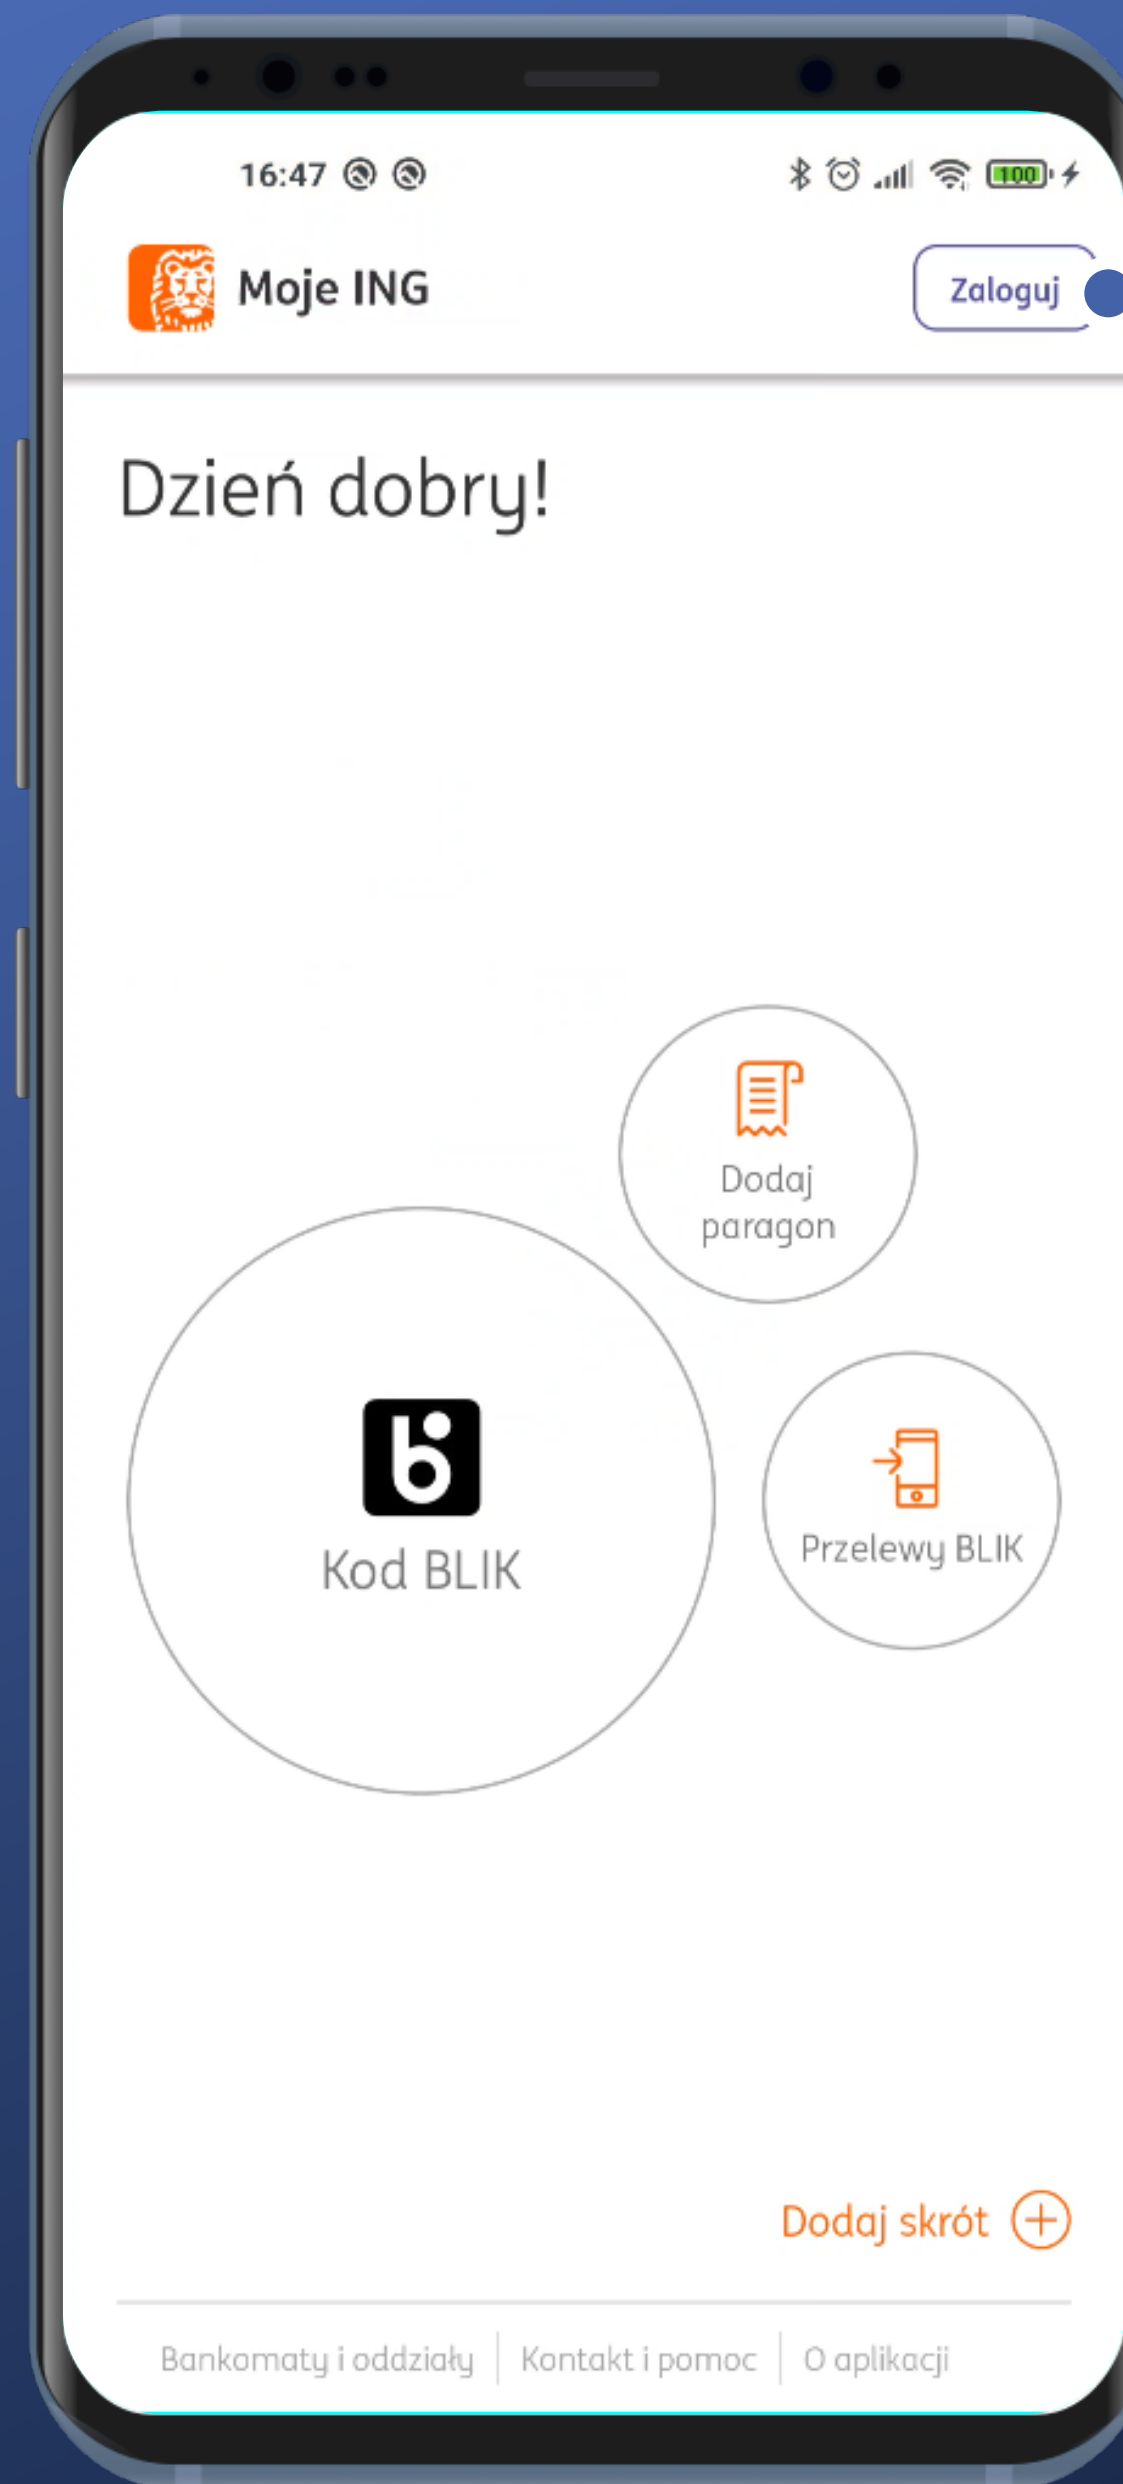 16:47
100
Moje ING
Zaloguj
Dzień dobry!
Dodaj
paragon
Kod BLIK
Przelewy BLIK
Dodaj skrót
Bankomaty i oddziały
Kontakt i pomoc
O aplikacji